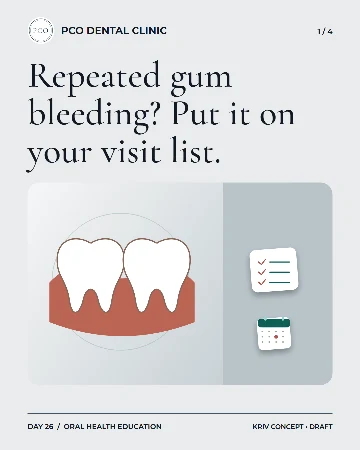 PCO
PCO DENTAL CLINIC
1 / 4
Repeated gum
bleeding? Put it on
your visit list.
DAY 26 / ORAL HEALTH EDUCATION
KRIV CONCEPT • DRAFT